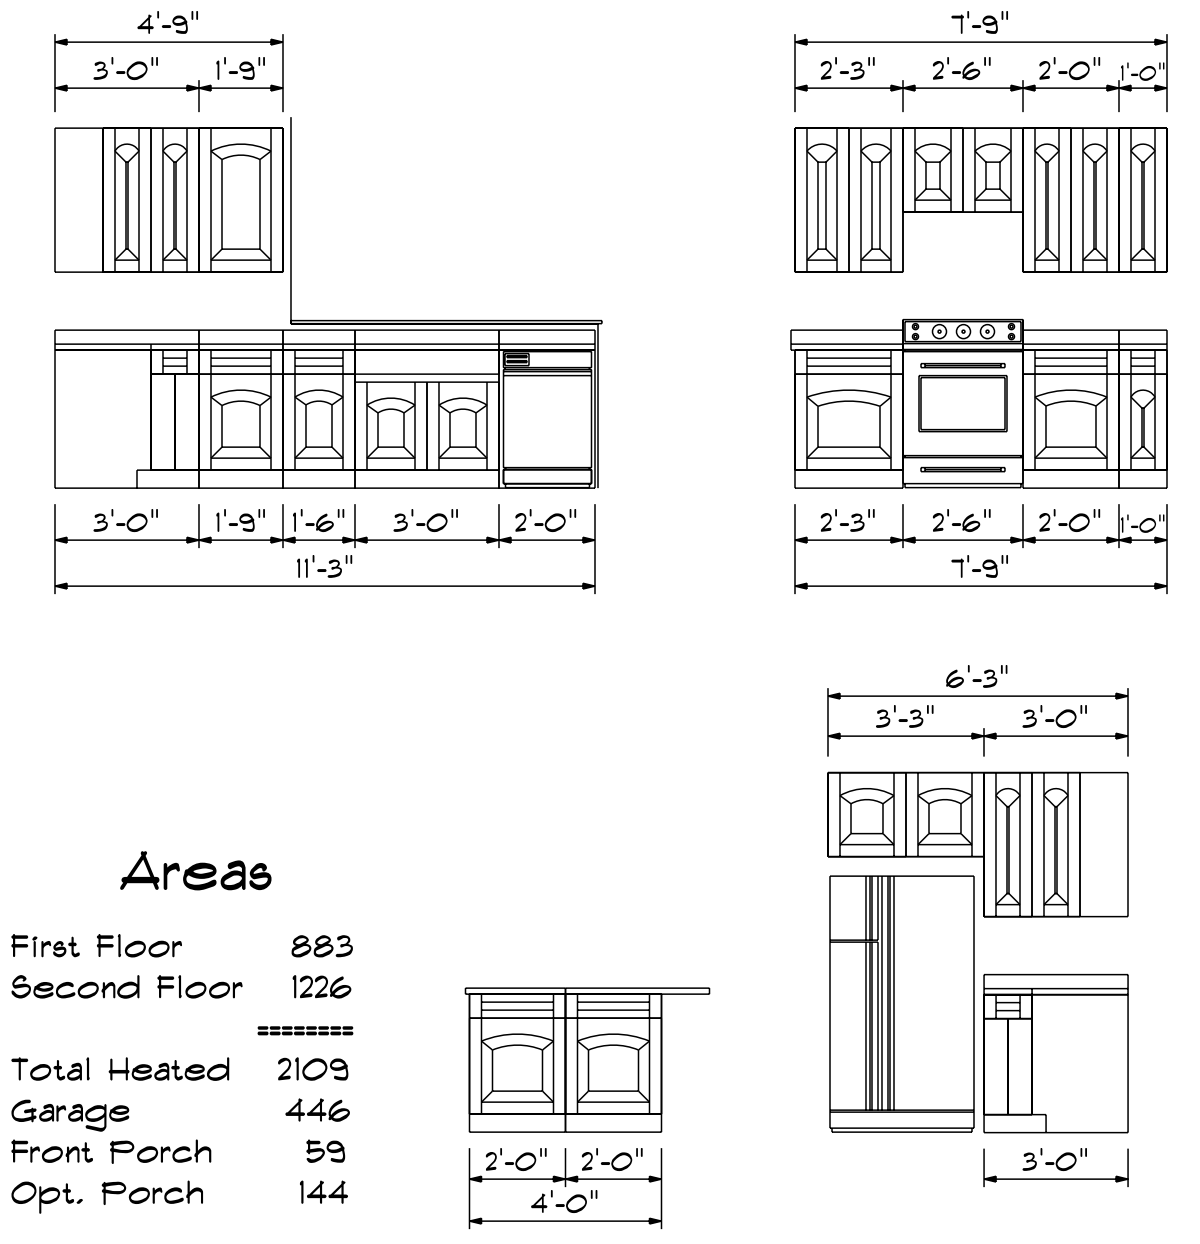 4'-9"
3'-0" 1'-9"
7'-9"
2'-3" 2'-6" 2'-0" 1'-0"
3'-0" 1'-9" 1'-6" 3'-0" 2'-0"
11'-3"
2'-3" 2'-6" 2'-0" 1'-0"
7'-9"
6'-3"
3'-3" 3'-0"
3'-0"
Areas
First Floor 883
Second Floor 1226
========
Total Heated 2109
Garage 446
Front Porch 59
Opt. Porch 144
2'-0" 2'-0"
4'-0"